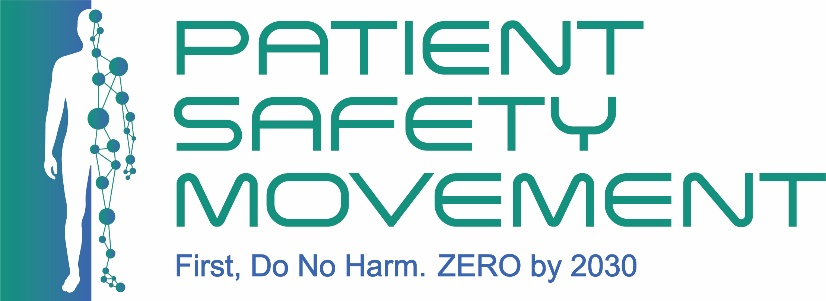 PATIENT
SAFETY
MOVEMENT
First, Do No Harm. ZERO by 2030